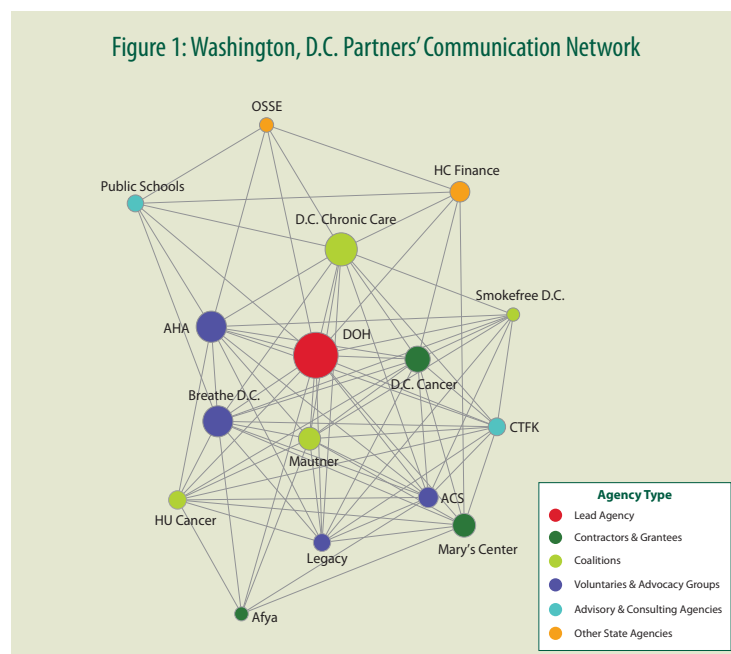 Figure 1: Washington, D.C. Partners’ Communication Network
OSSE
HC Finance
Public Schools
D.C. Chronic Care
Smokefree D.C.
AHA
DOH
D.C. Cancer
Breathe D.C.
CTFK
Mautner
ACS
HU Cancer
Mary’s Center
Legacy
Afya
Agency Type
Lead Agency
Contractors & Grantees
Coalitions
Voluntaries & Advocacy Groups
Advisory & Consulting Agencies
Other State Agencies